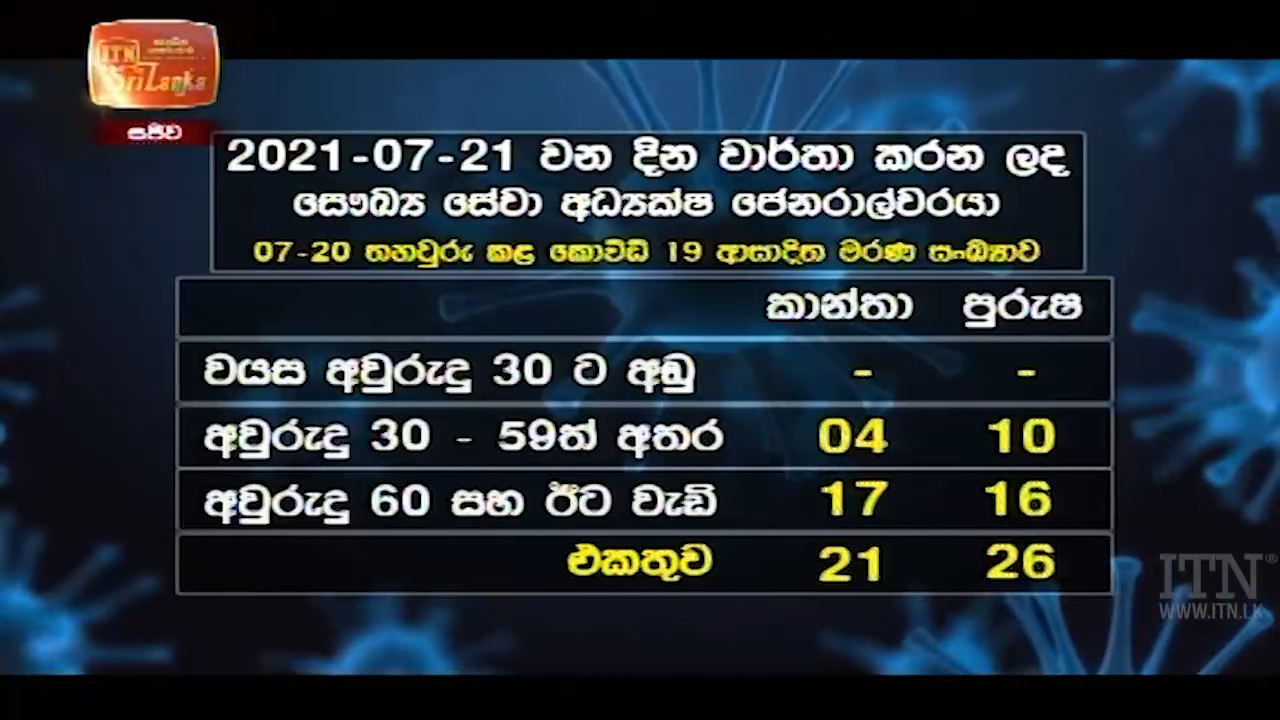 ITN
Sri Lanka
සජීව
2021-07-21 වන දින වාර්තා කරන ලද
සෞඛ්‍ය සේවා අධ්‍යක්ෂ ජෙනරාල්වරයා
07-20 තහවුරු කළ කොවිඩ් 19 ආසාදිත මරණ සංඛ්‍යාව
කාන්තා පුරුෂ
වයස අවුරුදු 30 ට අඩු - -
අවුරුදු 30 - 59ත් අතර 04 10
අවුරුදු 60 සහ ඊට වැඩි 17 16
එකතුව 21 26
ITN®
WWW.ITN.LK